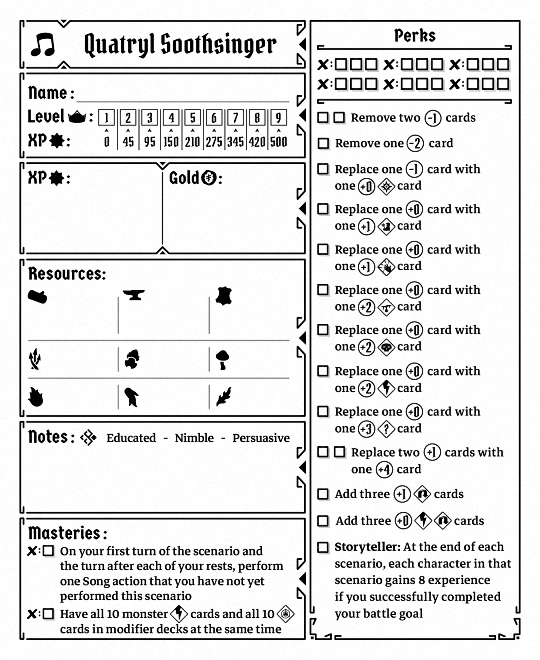 Quatryl Soothsinger
Name:
Level: 1 2 3 4 5 6 7 8 9
XP: 0 45 95 150 210 275 345 420 500
XP: Gold:
Resources:
Notes: Educated - Nimble - Persuasive
Masteries:
On your first turn of the scenario and
the turn after each of your rests, perform
one Song action that you have not yet
performed this scenario
Have all 10 monster cards and all 10
cards in modifier decks at the same time
Perks
Remove two -1 cards
Remove one -2 card
Replace one -1 card with
one +0 card
Replace one +0 card with
one +1 card
Replace one +0 card with
one +1 card
Replace one +0 card with
one +2 card
Replace one +0 card with
one +2 card
Replace one +0 card with
one +2 card
Replace one +0 card with
one +3 ? card
Replace two +1 cards with
one +4 card
Add three +1 cards
Add three +0 cards
Storyteller: At the end of each
scenario, each character in that
scenario gains 8 experience
if you successfully completed
your battle goal